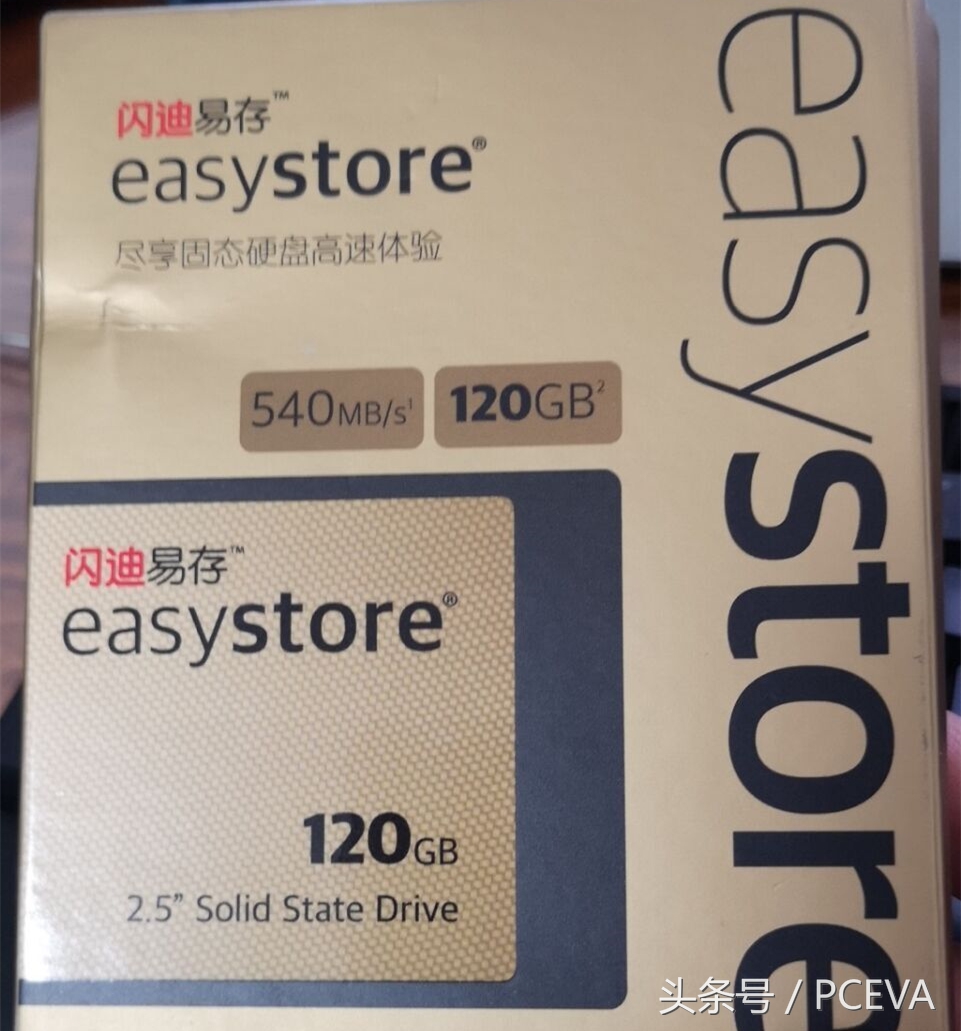 闪迪易存™
easystore®
尽享固态硬盘高速体验
540MB/s¹
120GB²
闪迪易存™
easystore®
120GB
2.5” Solid State Drive
easystore
头条号 / PCEVA